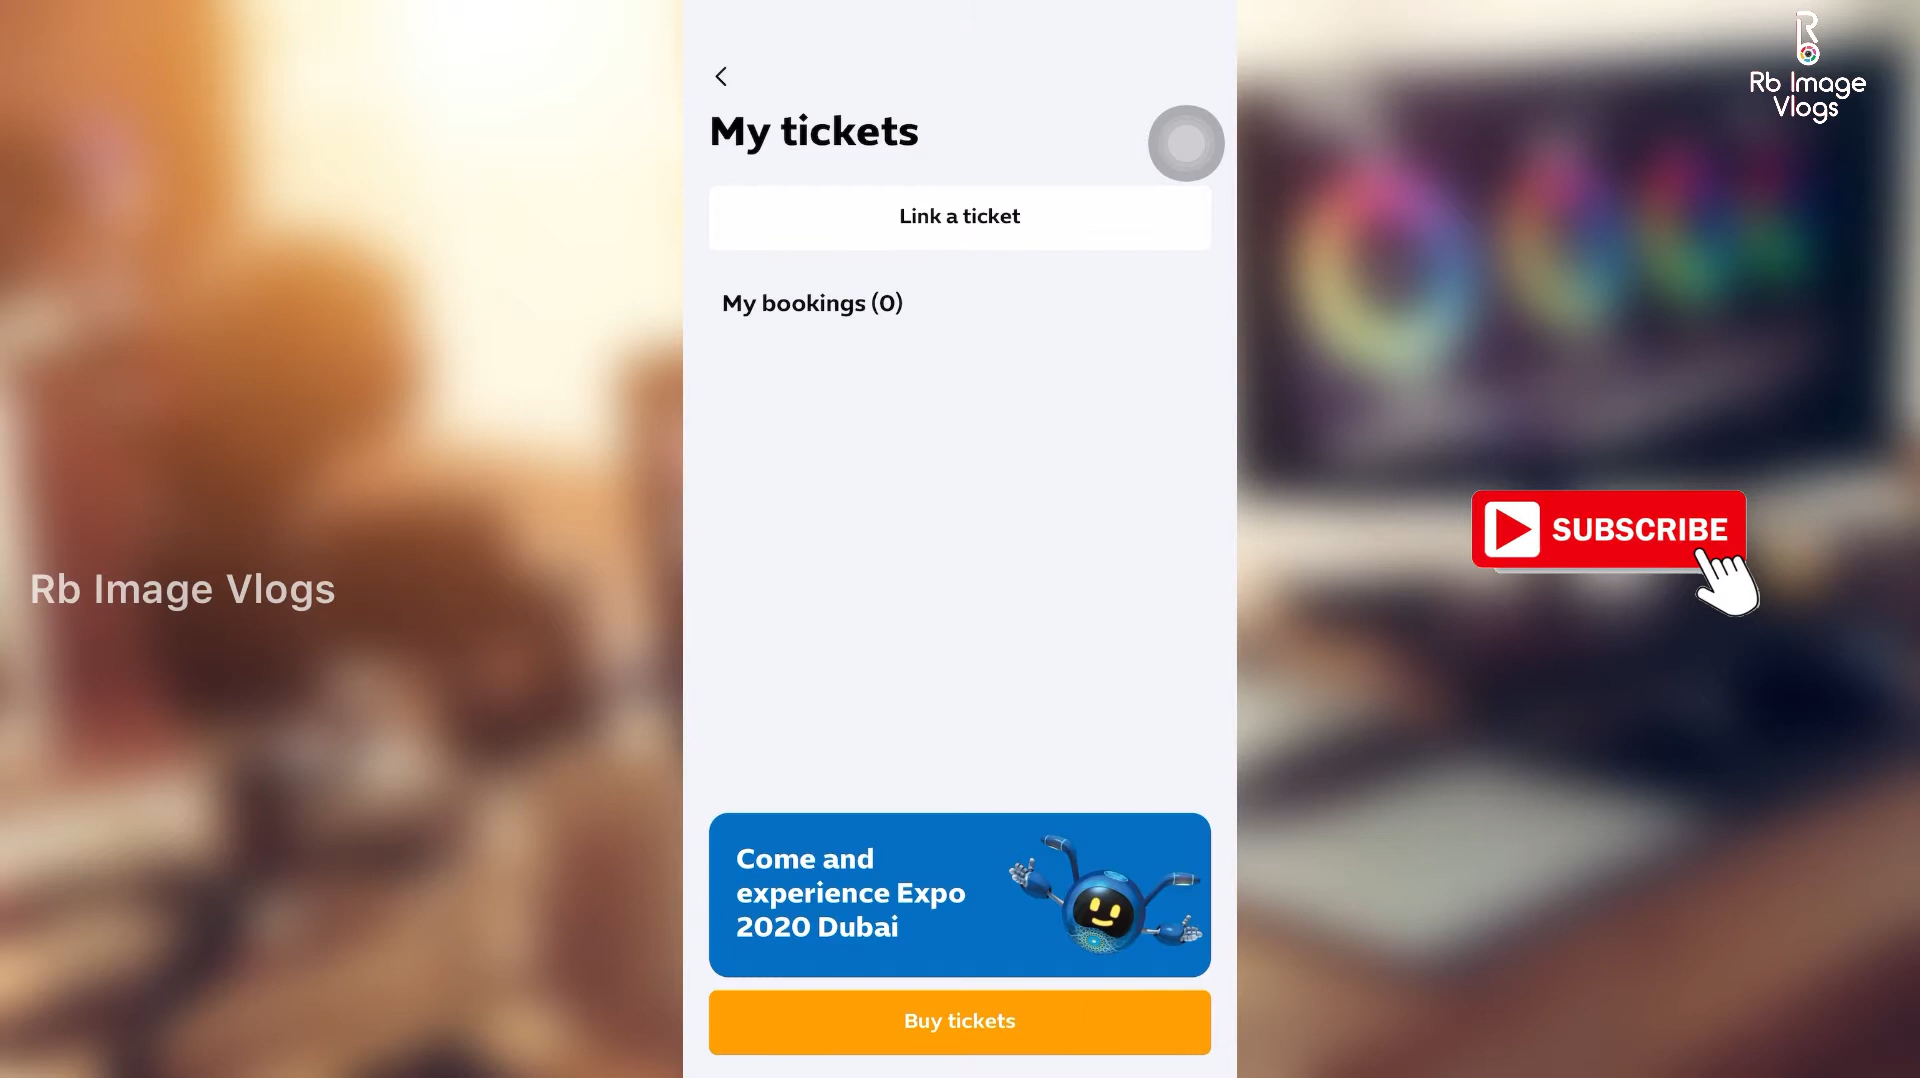 Rb Image
Vlogs
My tickets
Link a ticket
My bookings (0)
SUBSCRIBE
Rb Image Vlogs
Come and
experience Expo
2020 Dubai
Buy tickets